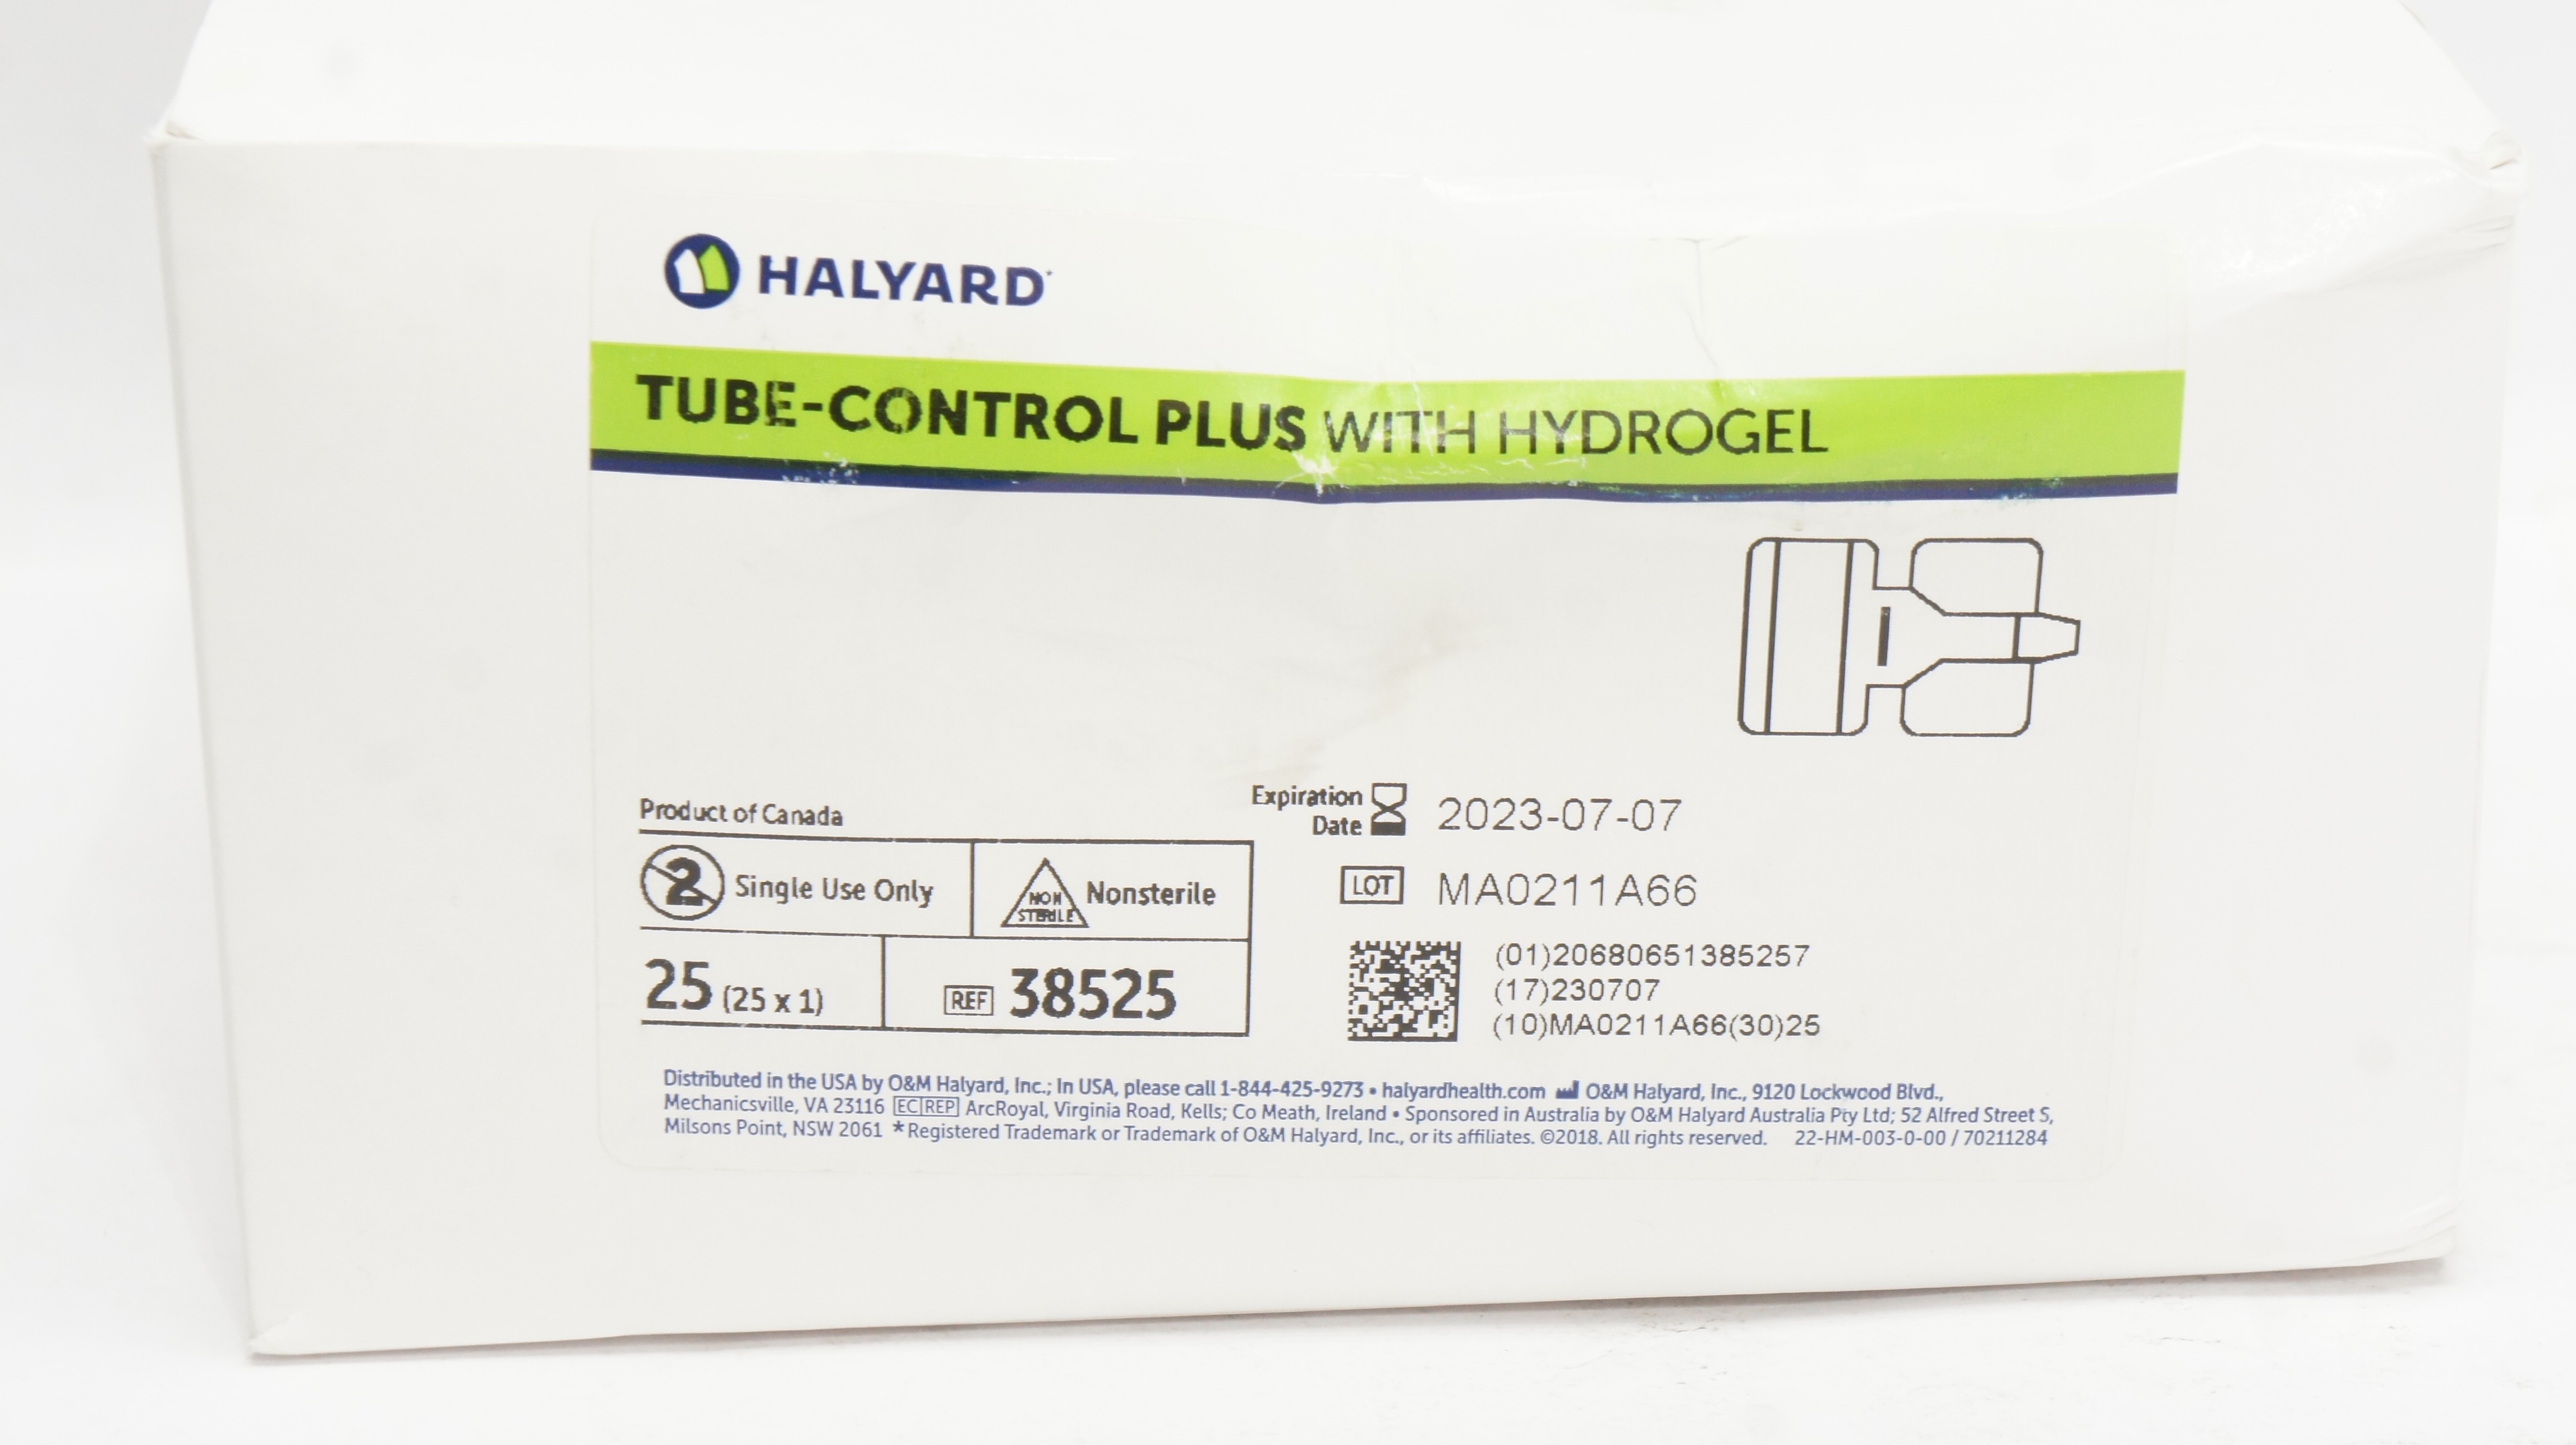 HALYARD*
TUBE-CONTROL PLUS WITH HYDROGEL
Product of Canada
2 Single Use Only
NON STERILE Nonsterile
25 (25 x 1)
REF 38525
Expiration Date 2023-07-07
LOT MA0211A66
(01)20680651385257
(17)230707
(10)MA0211A66(30)25
Distributed in the USA by O&M Halyard, Inc.; In USA, please call 1-844-425-9273 • halyardhealth.com O&M Halyard, Inc., 9120 Lockwood Blvd.,
Mechanicsville, VA 23116 EC REP ArcRoyal, Virginia Road, Kells; Co Meath, Ireland • Sponsored in Australia by O&M Halyard Australia Pty Ltd; 52 Alfred Street S,
Milsons Point, NSW 2061 *Registered Trademark or Trademark of O&M Halyard, Inc., or its affiliates. ©2018. All rights reserved. 22-HM-003-0-00 / 70211284